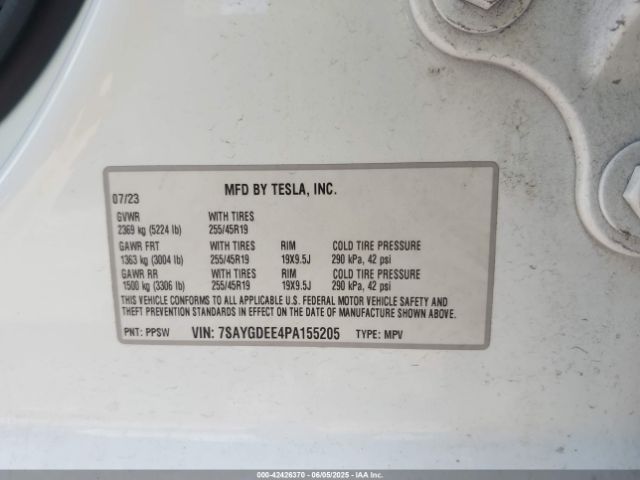 07/23 MFD BY TESLA, INC.
GVWR WITH TIRES
2369 kg (5224 lb) 255/45R19
GAWR FRT WITH TIRES RIM COLD TIRE PRESSURE
1363 kg (3004 lb) 255/45R19 19X9.5J 290 kPa, 42 psi
GAWR RR WITH TIRES RIM COLD TIRE PRESSURE
1500 kg (3306 lb) 255/45R19 19X9.5J 290 kPa, 42 psi
THIS VEHICLE CONFORMS TO ALL APPLICABLE U.S. FEDERAL MOTOR VEHICLE SAFETY AND
THEFT PREVENTION STANDARDS IN EFFECT ON THE DATE OF MANUFACTURE SHOWN ABOVE.
PNT: PPSW VIN: 7SAYGDEE4PA155205 TYPE: MPV
000-42426370 - 06/05/2025 - IAA Inc.